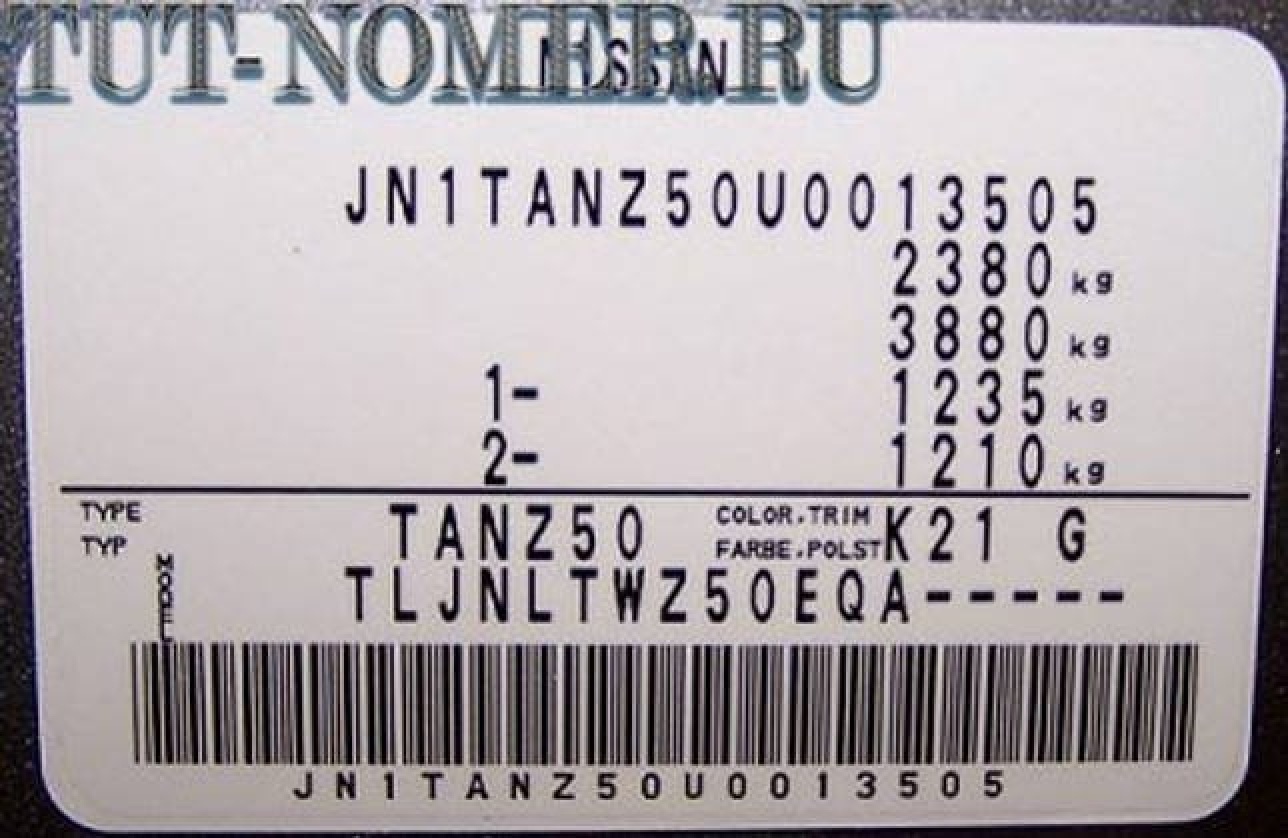 TUT-NOMER.RU
NISSAN
JN1TANZ50U0013505
2380 kg
3880 kg
1- 1235 kg
2- 1210 kg
TYPE TANZ50 COLOR.TRIM K21 G
TYP FARBE.POLST
MODELL TLJNLTWZ50EQA-----
JN1TANZ50U0013505